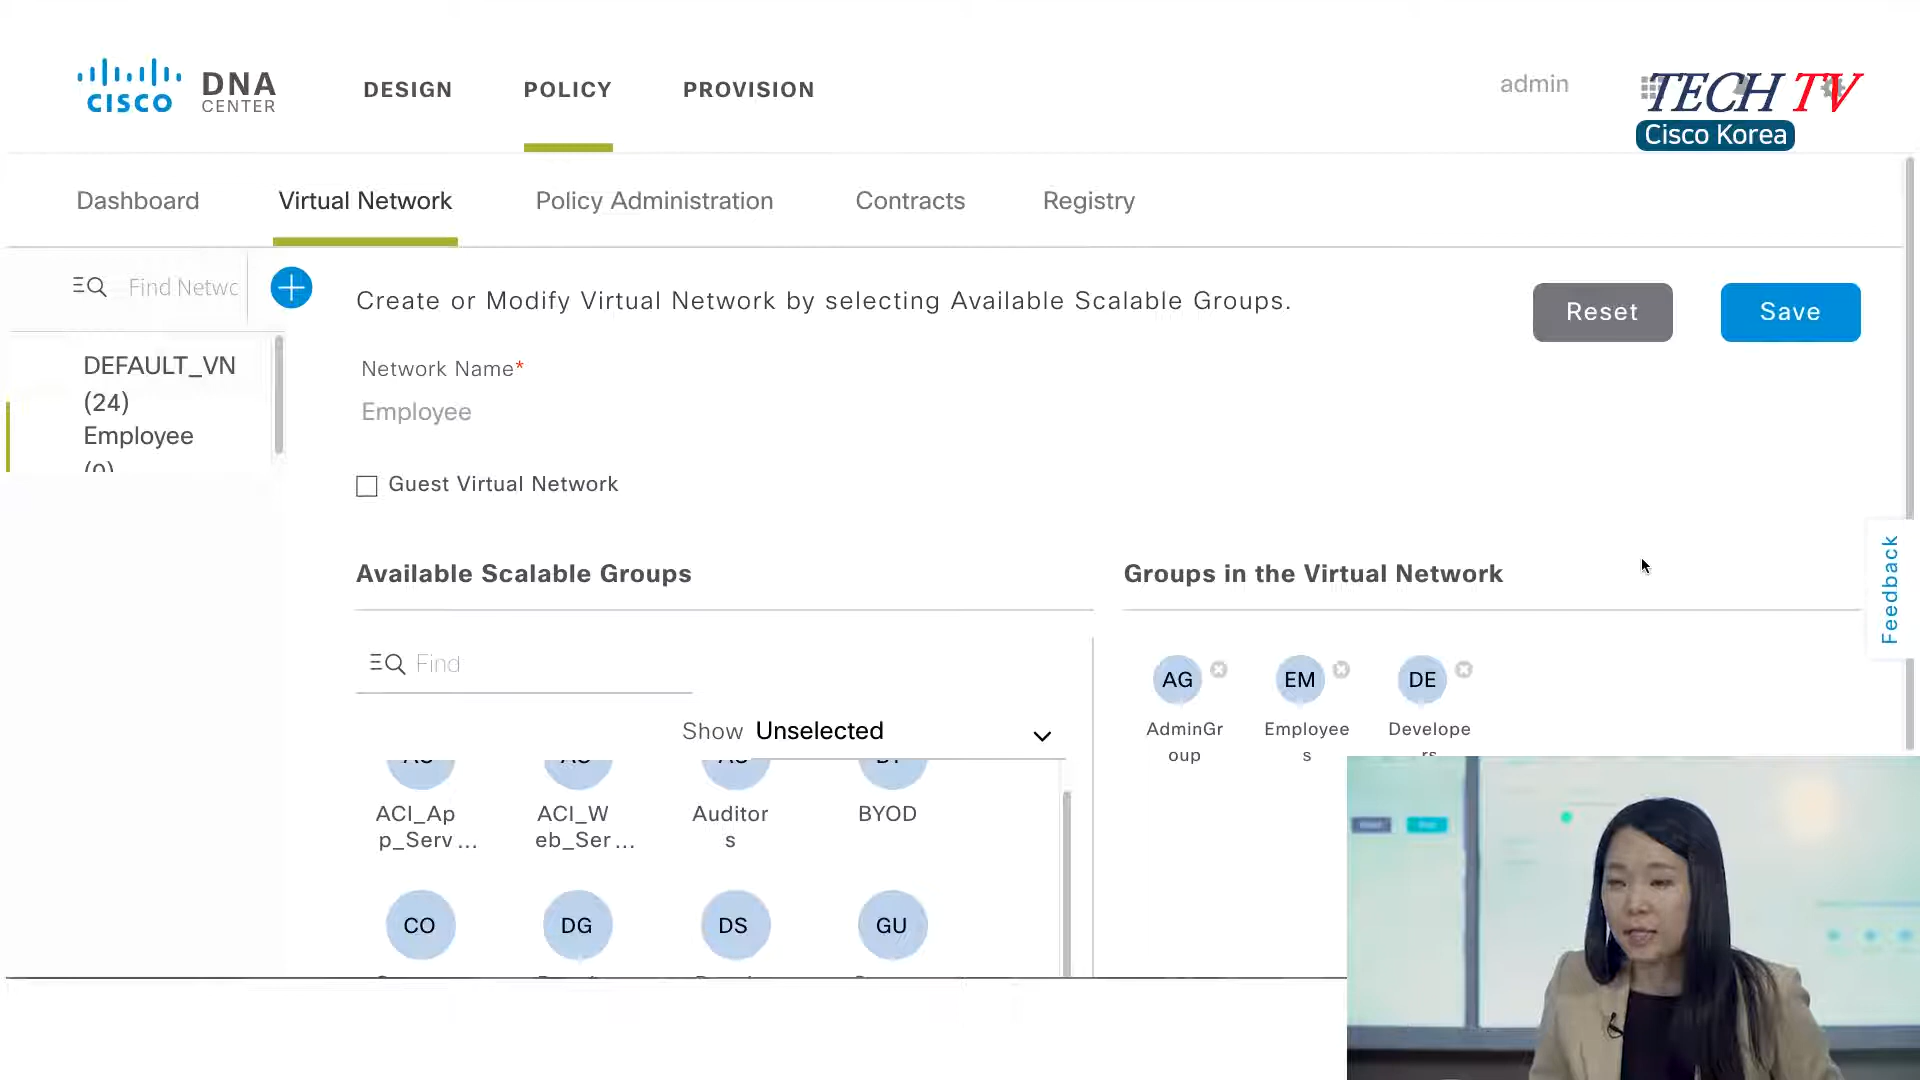 CISCO
DNA
CENTER
DESIGN
POLICY
PROVISION
admin
TECH TV
Cisco Korea
Dashboard
Virtual Network
Policy Administration
Contracts
Registry
Find Netwo
Create or Modify Virtual Network by selecting Available Scalable Groups.
Reset
Save
DEFAULT_VN
(24)
Employee
(0)
Network Name*
Employee
Guest Virtual Network
Feedback
Available Scalable Groups
Groups in the Virtual Network
Find
Show Unselected
AG
EM
DE
AdminGr
oup
Employee
s
Develope
rs
ACI_Ap
p_Serv...
ACI_W
eb_Ser...
Auditor
s
BYOD
CO
DG
DS
GU